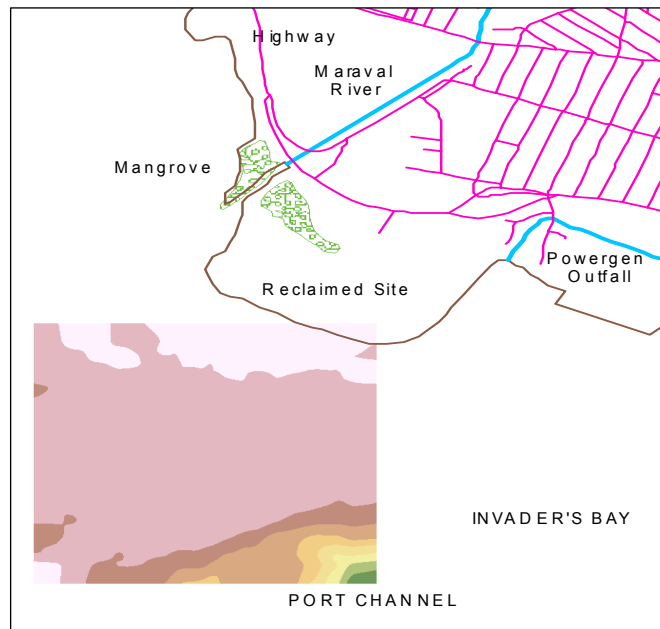 Highway
Maraval
River
Mangrove
Powergen
Outfall
Reclaimed Site
INVADER'S BAY
PORT CHANNEL